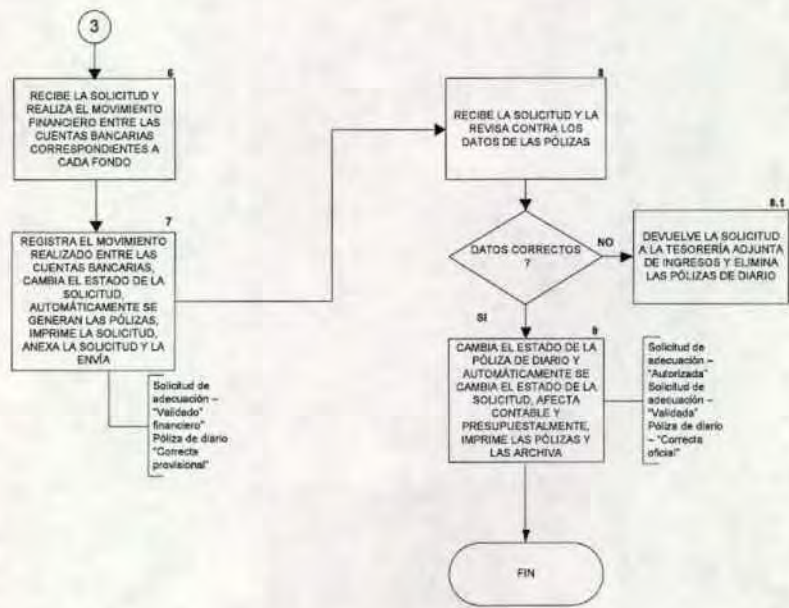 3
6
RECIBE LA SOLICITUD Y
REALIZA EL MOVIMIENTO
FINANCIERO ENTRE LAS
CUENTAS BANCARIAS
CORRESPONDIENTES A
CADA FONDO
7
REGISTRA EL MOVIMIENTO
REALIZADO ENTRE LAS
CUENTAS BANCARIAS,
CAMBIA EL ESTADO DE LA
SOLICITUD,
AUTOMÁTICAMENTE SE
GENERAN LAS PÓLIZAS,
IMPRIME LA SOLICITUD,
ANEXA LA SOLICITUD Y LA
ENVÍA
Solicitud de
adecuación –
"Validado"
financiero"
Póliza de diario
"Correcta
provisional"
8
RECIBE LA SOLICITUD Y LA
REVISA CONTRA LOS
DATOS DE LAS PÓLIZAS
DATOS CORRECTOS
?
NO
8.1
DEVUELVE LA SOLICITUD
A LA TESORERÍA ADJUNTA
DE INGRESOS Y ELIMINA
LAS PÓLIZAS DE DIARIO
SI
9
CAMBIA EL ESTADO DE LA
PÓLIZA DE DIARIO Y
AUTOMÁTICAMENTE SE
CAMBIA EL ESTADO DE LA
SOLICITUD, AFECTA
CONTABLE Y
PRESUPUESTALMENTE,
IMPRIME LAS PÓLIZAS Y
LAS ARCHIVA
Solicitud de
adecuación –
"Autorizada"
Solicitud de
adecuación –
"Validada"
Póliza de diario
– "Correcta
oficial"
FIN